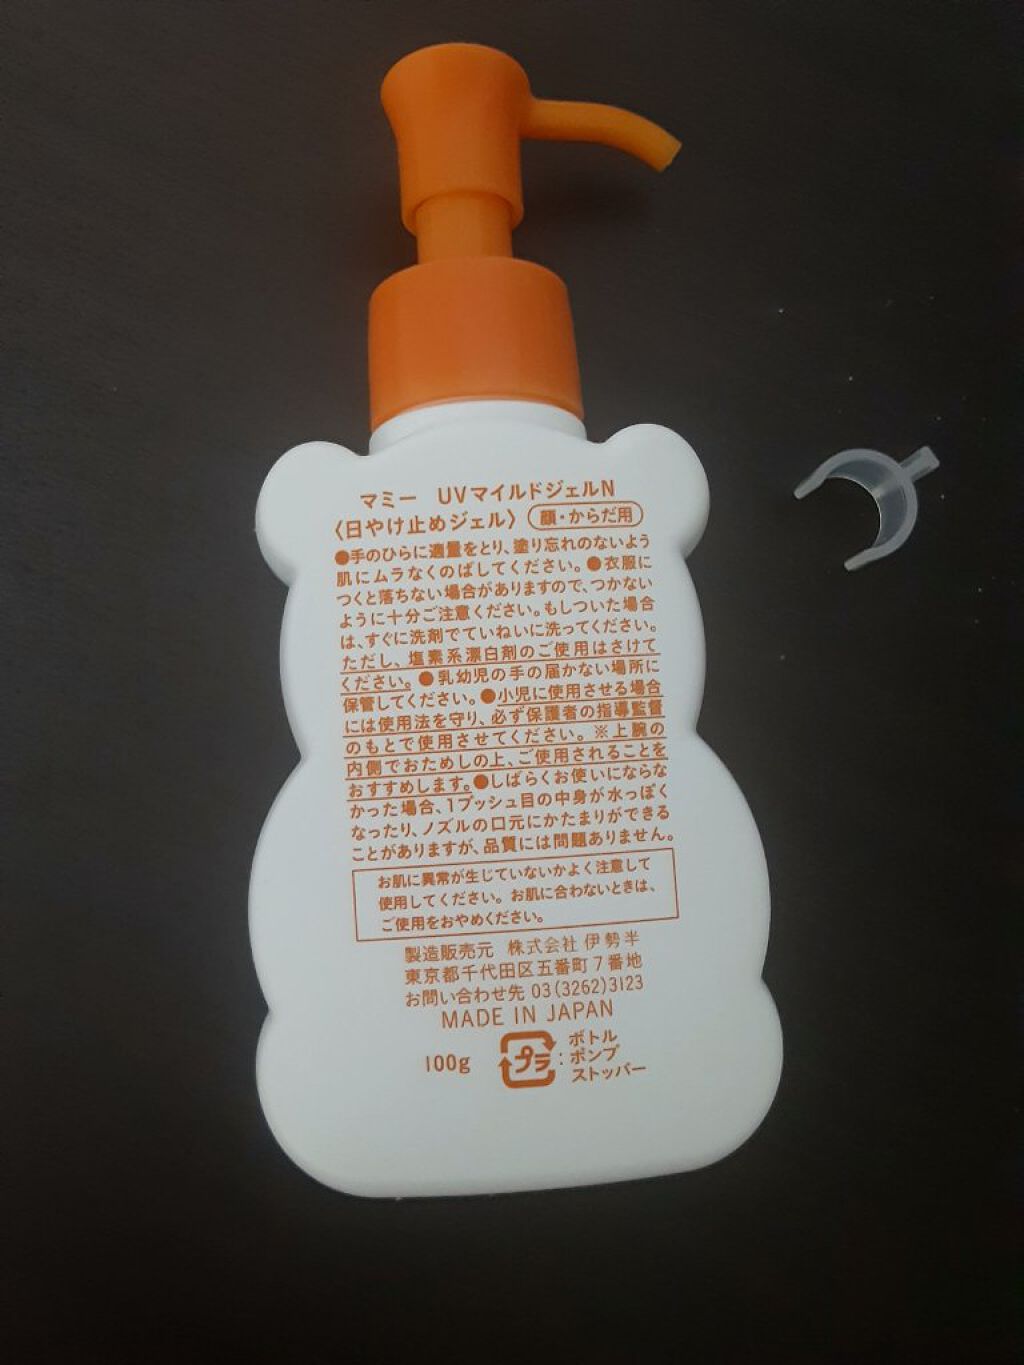 マミー UVマイルドジェルN
〈日やけ止めジェル〉 顔・からだ用
●手のひらに適量をとり、塗り忘れのないよう
肌にムラなくのばしてください。●衣服に
つくと落ちない場合がありますので、つかない
ように十分ご注意ください。もしついた場合
は、すぐに洗剤でていねいに洗ってください。
ただし、塩素系漂白剤のご使用はさけて
ください。●乳幼児の手の届かない場所に
保管してください。●小児に使用させる場合
には使用法を守り、必ず保護者の指導監督
のもとで使用させてください。※上腕の
内側でおためしの上、ご使用されることを
おすすめします。●しばらくお使いにならな
かった場合、1プッシュ目の中身が水っぽく
なったり、ノズルの口元にかたまりができる
ことがありますが、品質には問題ありません。
お肌に異常が生じていないかよく注意して
使用してください。お肌に合わないときは、
ご使用をおやめください。
製造販売元 株式会社 伊勢半
東京都千代田区五番町7番地
お問い合わせ先 03(3262)3123
MADE IN JAPAN
100g プラ : ボトル
ポンプ
ストッパー